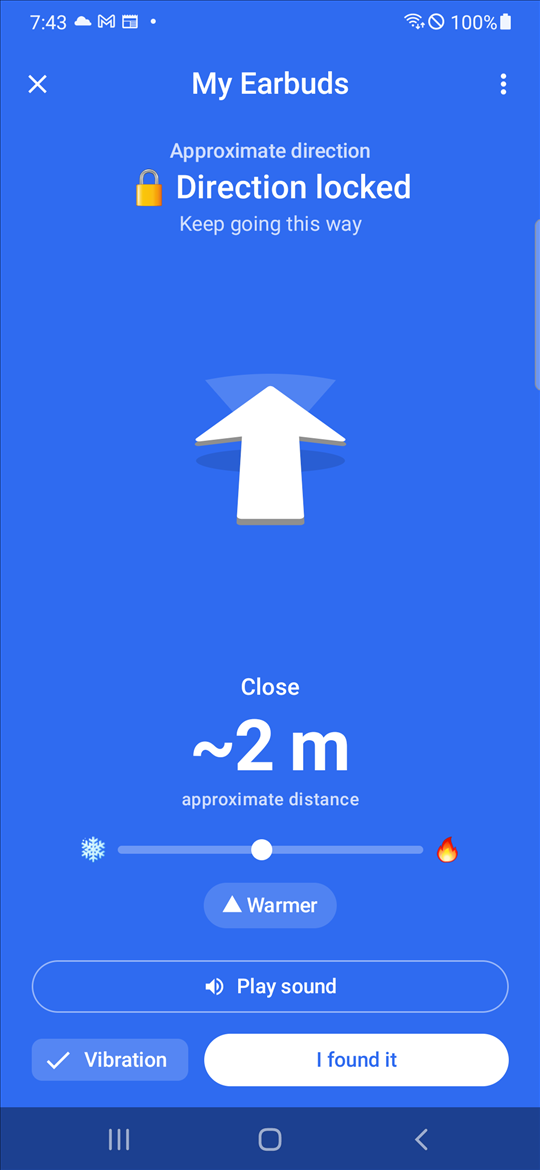 7:43
100%
My Earbuds
Approximate direction
🔒 Direction locked
Keep going this way
Close
~2 m
approximate distance
▲ Warmer
Play sound
Vibration
I found it